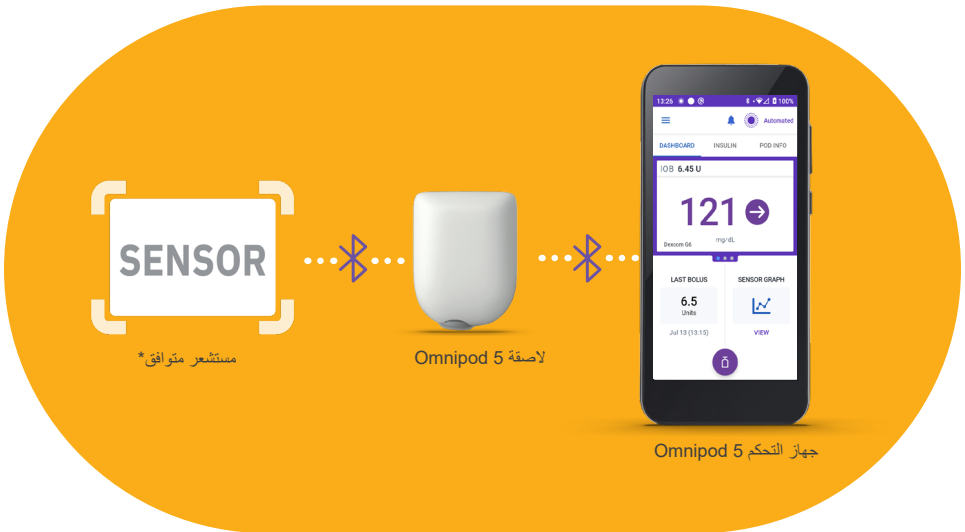 SENSOR
مستشعر متوافق*
لاصقة Omnipod 5
13:26
100%
Automated
DASHBOARD
INSULIN
POD INFO
IOB 6.45 U
121
mg/dL
Dexcom G6
LAST BOLUS
SENSOR GRAPH
6.5
Units
Jul 13 (13:15)
VIEW
جهاز التحكم Omnipod 5